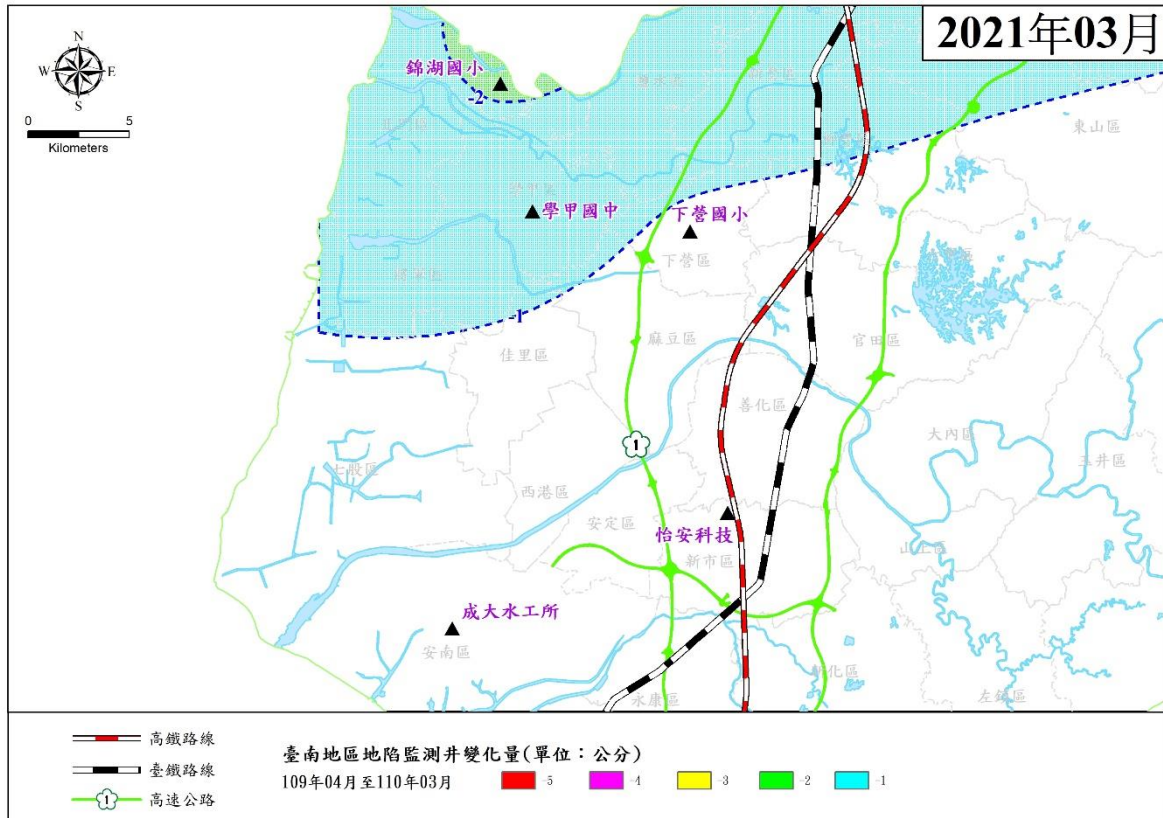 2021年03月
N
W
E
S
0
5
Kilometers
錦湖國小
-2
東山區
學甲國中
下營國小
下營區
-1
佳里區
麻豆區
官田區
善化區
大內區
玉井區
1
七股區
西港區
安定區
怡安科技
新市區
山上區
成大水工所
安南區
永康區
新化區
左鎮區
高鐵路線
臺鐵路線
1
高速公路
臺南地區地陷監測井變化量(單位：公分)
109年04月至110年03月
-5
-4
-3
-2
-1